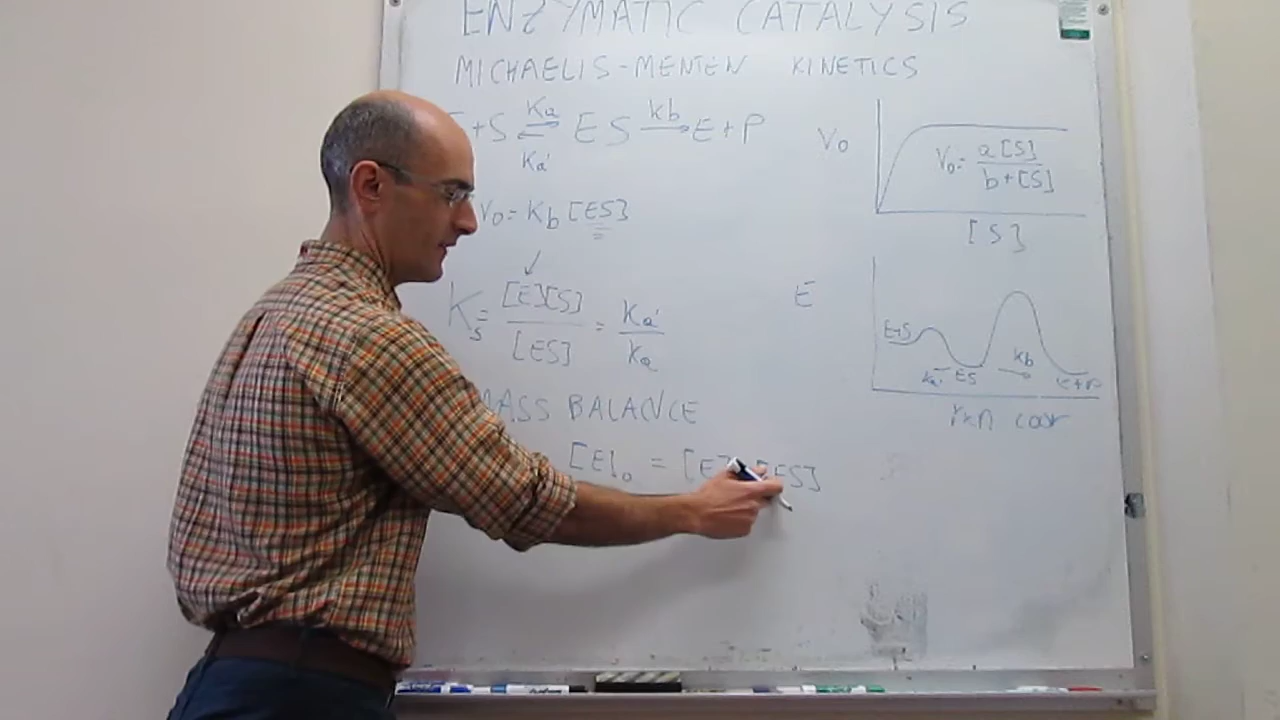 ENZYMATIC CATALYSIS
MICHAELIS-MENTEN KINETICS
+S ka ka' ES kb E+P
V₀ = kb [ES]
Ks = [E][S] / [ES] = ka' / ka
MASS BALANCE
[E]₀ = [E] [ES]
V₀
V₀ = a[S] / b+[S]
[S]
E
E+S
ka' ES kb E+P
rxn coor